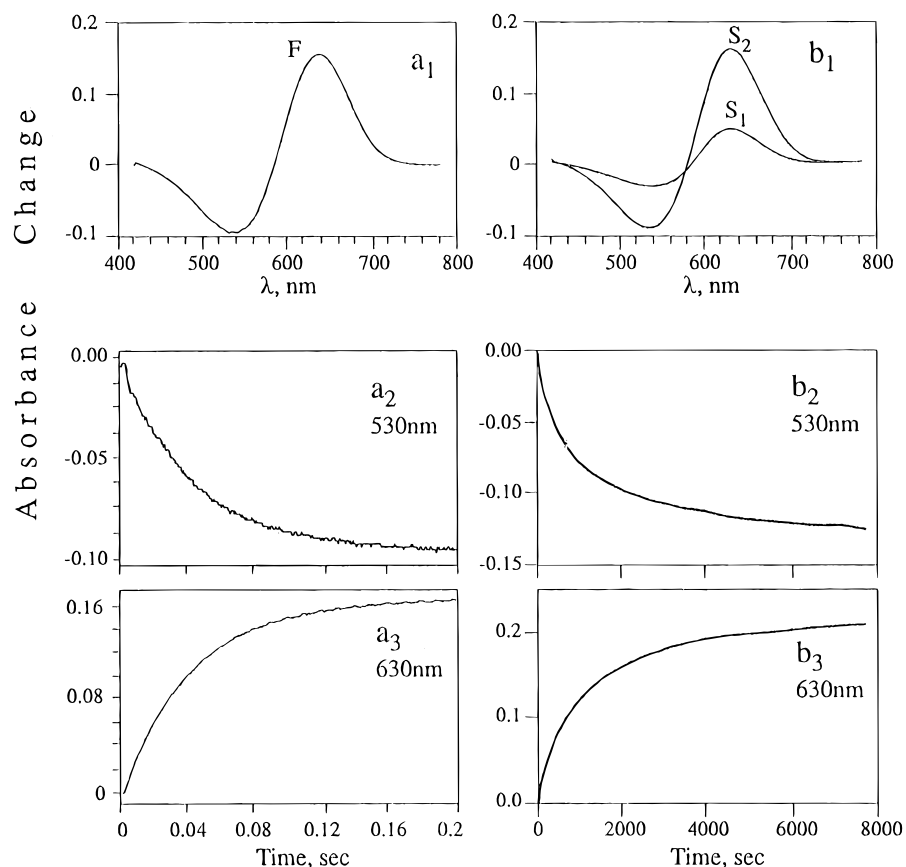 Absorbance Change
0.2
0.1
0
-0.1
F
a1
400 500 600 700 800
λ, nm
0.2
0.1
0
-0.1
S2
S1
b1
400 500 6000 700 800
λ, nm
0.00
-0.05
-0.10
a2
530nm
0.00
-0.05
-0.10
-0.15
b2
530nm
0.16
0.08
0
a3
630nm
0 0.04 0.08 0.12 0.16 0.2
Time, sec
0.2
0.1
0.0
b3
630nm
0 2000 4000 6000 8000
Time, sec